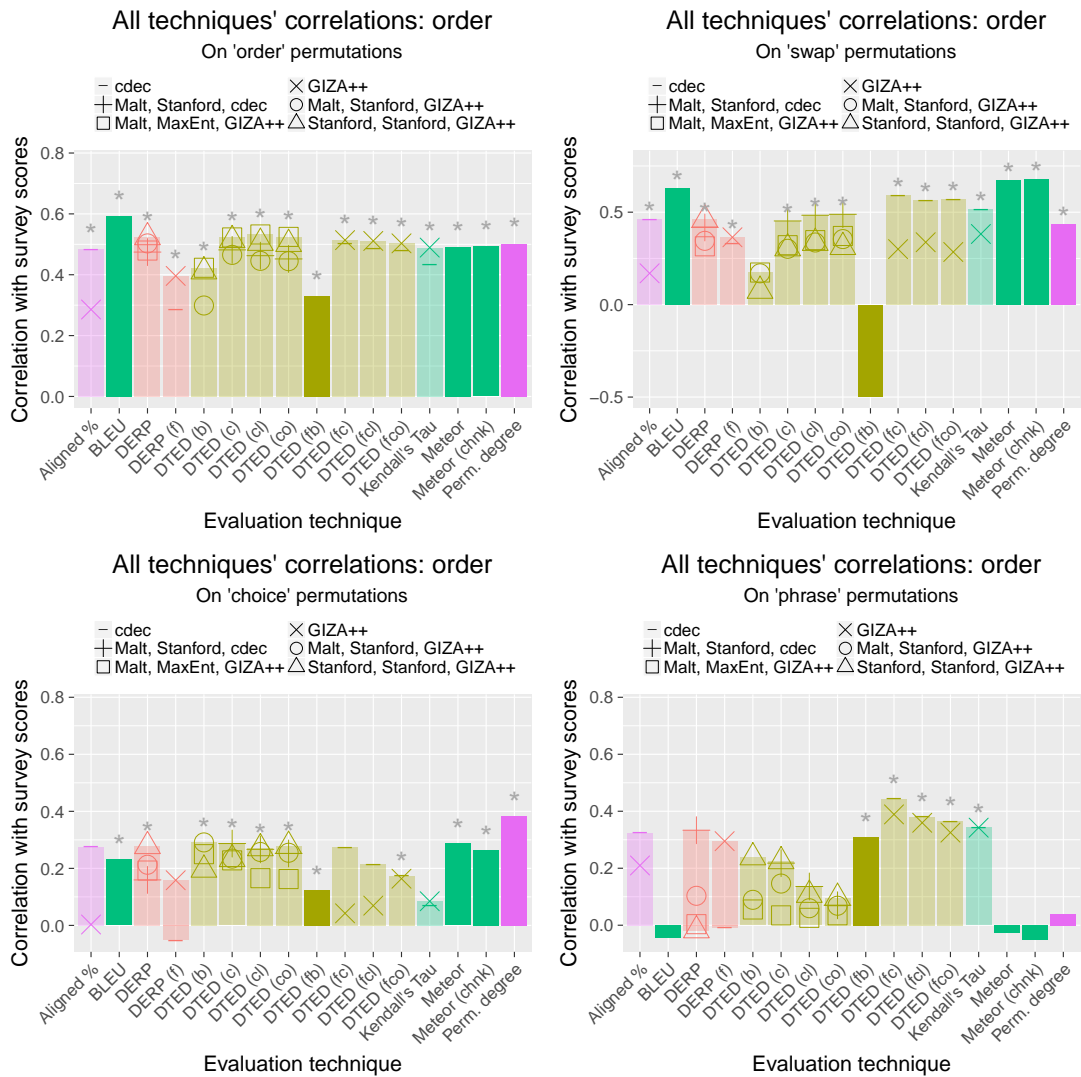 All techniques' correlations: order
On 'order' permutations
cdec
GIZA++
Malt, Stanford, cdec
Malt, Stanford, GIZA++
Malt, MaxEnt, GIZA++
Stanford, Stanford, GIZA++
Correlation with survey scores
0.8
0.6
0.4
0.2
0.0
* * * * * * * * * * * * * * * *
Aligned %
BLEU
DERP
DERP (f)
DTED (b)
DTED (c)
DTED (cl)
DTED (co)
DTED (fb)
DTED (fc)
DTED (fcl)
DTED (fco)
Kendall's Tau
Meteor
Meteor (chnk)
Perm. degree
Evaluation technique
All techniques' correlations: order
On 'swap' permutations
cdec
GIZA++
Malt, Stanford, cdec
Malt, Stanford, GIZA++
Malt, MaxEnt, GIZA++
Stanford, Stanford, GIZA++
Correlation with survey scores
0.5
0.0
−0.5
* * * * * * * * * * * * * *
Aligned %
BLEU
DERP
DERP (f)
DTED (b)
DTED (c)
DTED (cl)
DTED (co)
DTED (fb)
DTED (fc)
DTED (fcl)
DTED (fco)
Kendall's Tau
Meteor
Meteor (chnk)
Perm. degree
Evaluation technique
All techniques' correlations: order
On 'choice' permutations
cdec
GIZA++
Malt, Stanford, cdec
Malt, Stanford, GIZA++
Malt, MaxEnt, GIZA++
Stanford, Stanford, GIZA++
Correlation with survey scores
0.8
0.6
0.4
0.2
0.0
* * * * * * * * * * *
Aligned %
BLEU
DERP
DERP (f)
DTED (b)
DTED (c)
DTED (cl)
DTED (co)
DTED (fb)
DTED (fc)
DTED (fcl)
DTED (fco)
Kendall's Tau
Meteor
Meteor (chnk)
Perm. degree
Evaluation technique
All techniques' correlations: order
On 'phrase' permutations
cdec
GIZA++
Malt, Stanford, cdec
Malt, Stanford, GIZA++
Malt, MaxEnt, GIZA++
Stanford, Stanford, GIZA++
Correlation with survey scores
0.8
0.6
0.4
0.2
0.0
* * * * *
Aligned %
BLEU
DERP
DERP (f)
DTED (b)
DTED (c)
DTED (cl)
DTED (co)
DTED (fb)
DTED (fc)
DTED (fcl)
DTED (fco)
Kendall's Tau
Meteor
Meteor (chnk)
Perm. degree
Evaluation technique